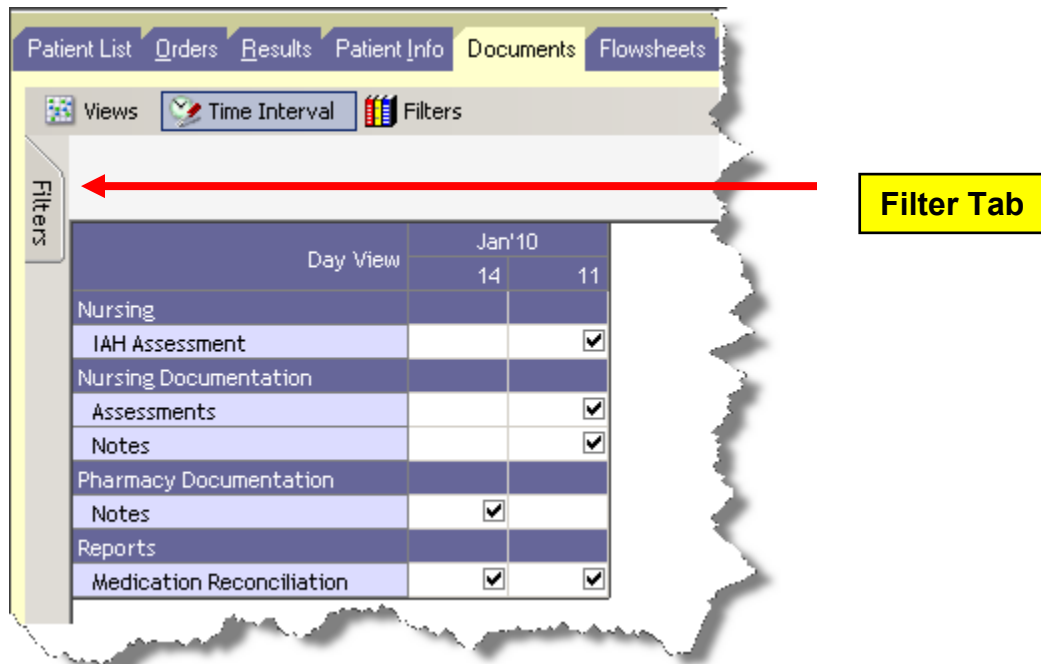 Patient List Orders Results Patient Info Documents Flowsheets
Views Time Interval Filters
Filters
Filter Tab
Jan'10
Day View
14 11
Nursing
IAH Assessment
Nursing Documentation
Assessments
Notes
Pharmacy Documentation
Notes
Reports
Medication Reconciliation